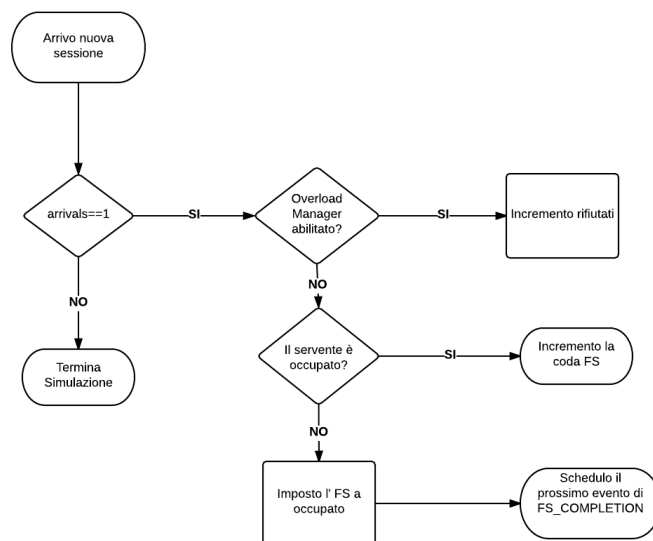 Arrivo nuova
sessione
arrivals==1
SI
Overload
Manager
abilitato?
SI
Incremento rifiutati
NO
NO
Termina
Simulazione
Il servente è
occupato?
SI
Incremento la
coda FS
NO
Imposto l' FS a
occupato
Schedulo il
prossimo evento di
FS_COMPLETION